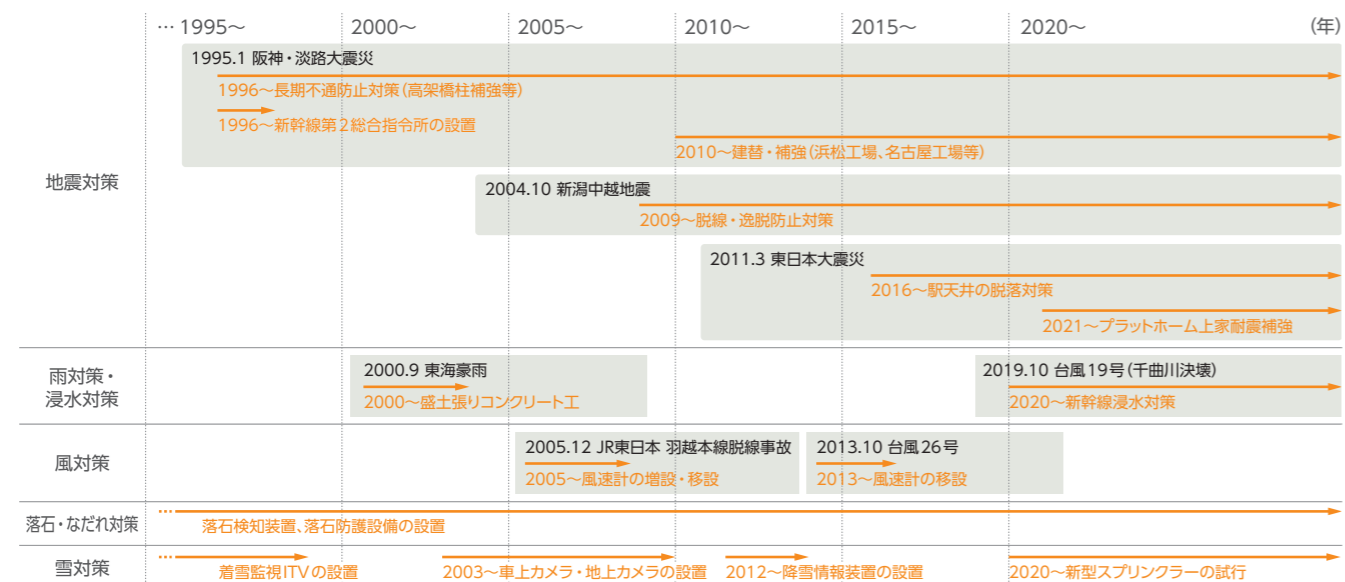 … 1995～ 2000～ 2005～ 2010～ 2015～ 2020～ (年)
地震対策
1995.1 阪神・淡路大震災
1996～長期不通防止対策(高架橋柱補強等)
1996～新幹線第2総合指令所の設置
2010～建替・補強(浜松工場、名古屋工場等)
2004.10 新潟中越地震
2009～脱線・逸脱防止対策
2011.3 東日本大震災
2016～駅天井の脱落対策
2021～プラットホーム上家耐震補強
雨対策・
浸水対策
2000.9 東海豪雨
2000～盛土張りコンクリート工
2019.10 台風19号(千曲川決壊)
2020～新幹線浸水対策
風対策
2005.12 JR東日本 羽越本線脱線事故
2005～風速計の増設・移設
2013.10 台風26号
2013～風速計の移設
落石・なだれ対策
落石検知装置、落石防護設備の設置
雪対策
着雪監視ITVの設置
2003～車上カメラ・地上カメラの設置
2012～降雪情報装置の設置
2020～新型スプリンクラーの試行